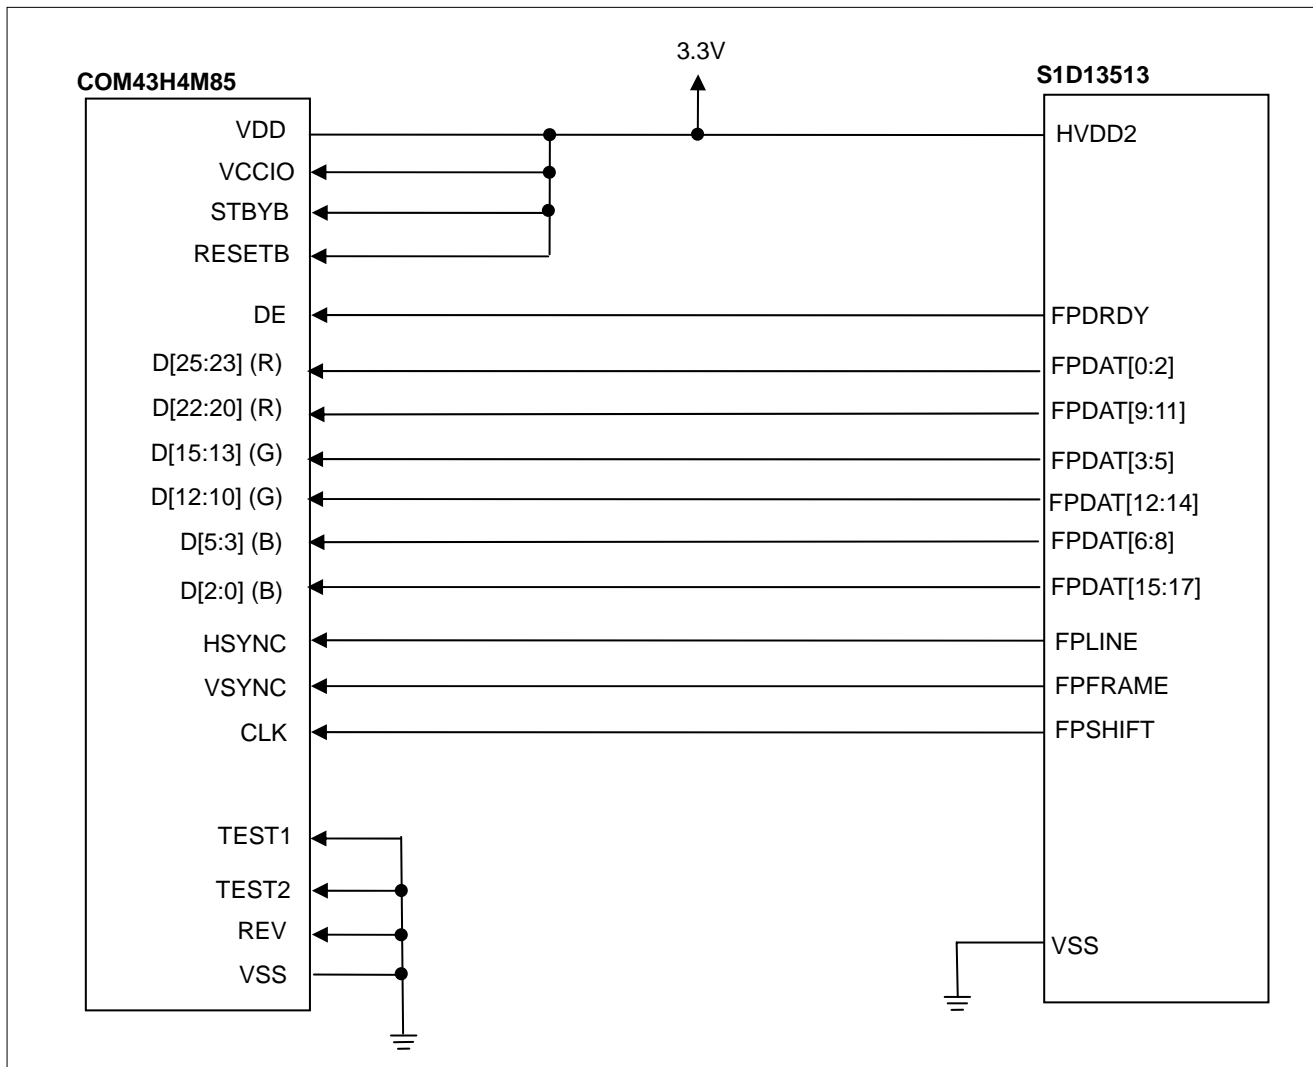 3.3V
COM43H4M85
S1D13513
VDD
HVDD2
VCCIO
STBYB
RESETB
DE
FPDRDY
D[25:23] (R)
FPDAT[0:2]
D[22:20] (R)
FPDAT[9:11]
D[15:13] (G)
FPDAT[3:5]
D[12:10] (G)
FPDAT[12:14]
D[5:3] (B)
FPDAT[6:8]
D[2:0] (B)
FPDAT[15:17]
HSYNC
FPLINE
VSYNC
FPFRAME
CLK
FPSHIFT
TEST1
TEST2
REV
VSS
VSS